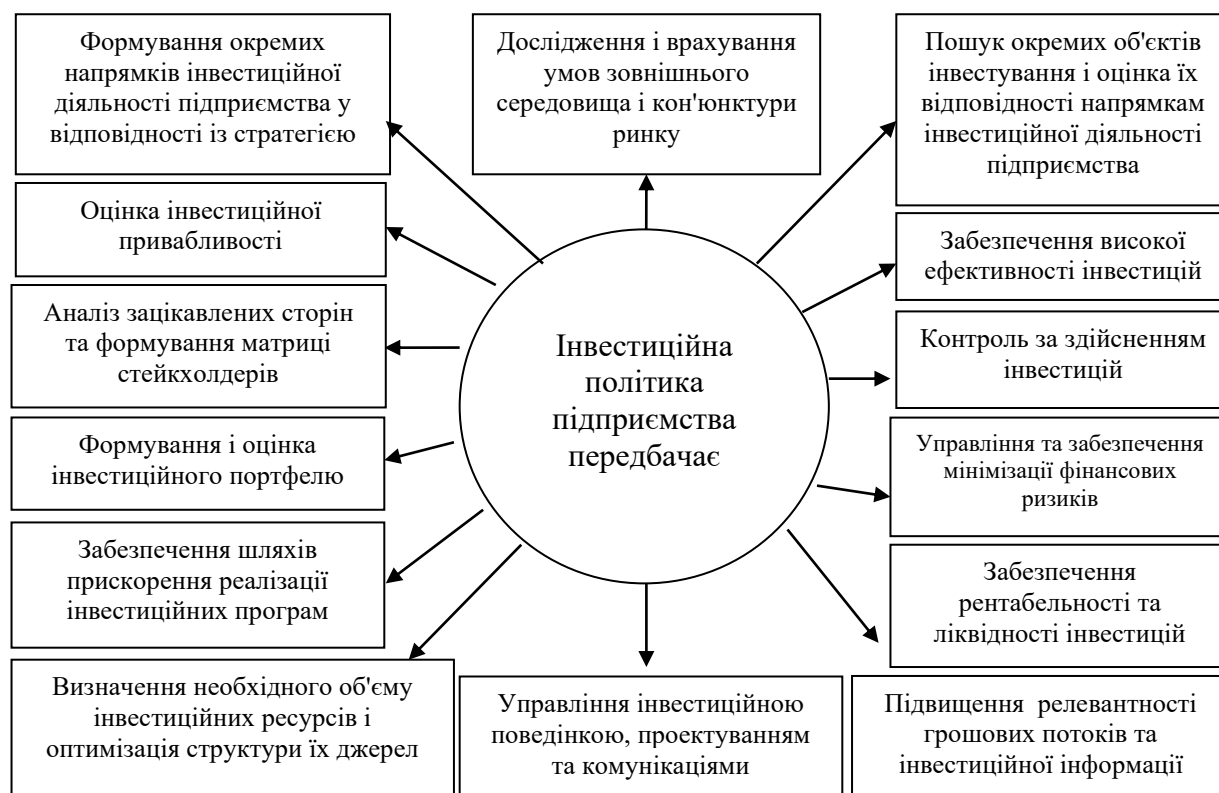 Формування окремих
напрямків інвестиційної
діяльності підприємства у
відповідності із стратегією
Дослідження і врахування
умов зовнішнього
середовища і кон'юнктури
ринку
Пошук окремих об'єктів
інвестування і оцінка їх
відповідності напрямкам
інвестиційної діяльності
підприємства
Оцінка інвестиційної
привабливості
Забезпечення високої
ефективності інвестицій
Аналіз зацікавлених сторін
та формування матриці
стейкхолдерів
Інвестиційна
політика
підприємства
передбачає
Контроль за здійсненням
інвестицій
Формування і оцінка
інвестиційного портфелю
Управління та забезпечення
мінімізації фінансових
ризиків
Забезпечення шляхів
прискорення реалізації
інвестиційних програм
Забезпечення
рентабельності та
ліквідності інвестицій
Визначення необхідного об'єму
інвестиційних ресурсів і
оптимізація структури їх джерел
Управління інвестиційною
поведінкою, проектуванням
та комунікаціями
Підвищення релевантності
грошових потоків та
інвестиційної інформації